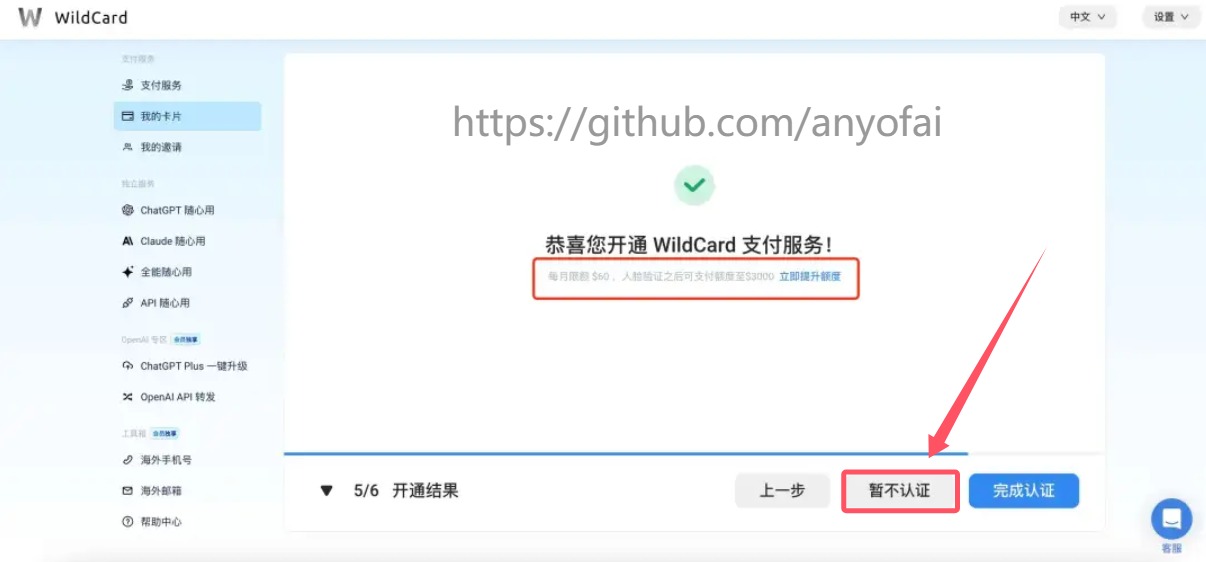 WildCard
中文
设置
支付服务
支付服务
我的卡片
我的邀请
独立服务
ChatGPT 随心用
Claude 随心用
全能随心用
API 随心用
OpenAI 专区 会员独享
ChatGPT Plus 一键升级
OpenAI API 转发
工具箱 会员独享
海外手机号
海外邮箱
帮助中心
https://github.com/anyofai
恭喜您开通 WildCard 支付服务!
每月限额 $60，人脸验证之后可支付额度至$3000 立即提升额度
5/6 开通结果
上一步
暂不认证
完成认证
客服